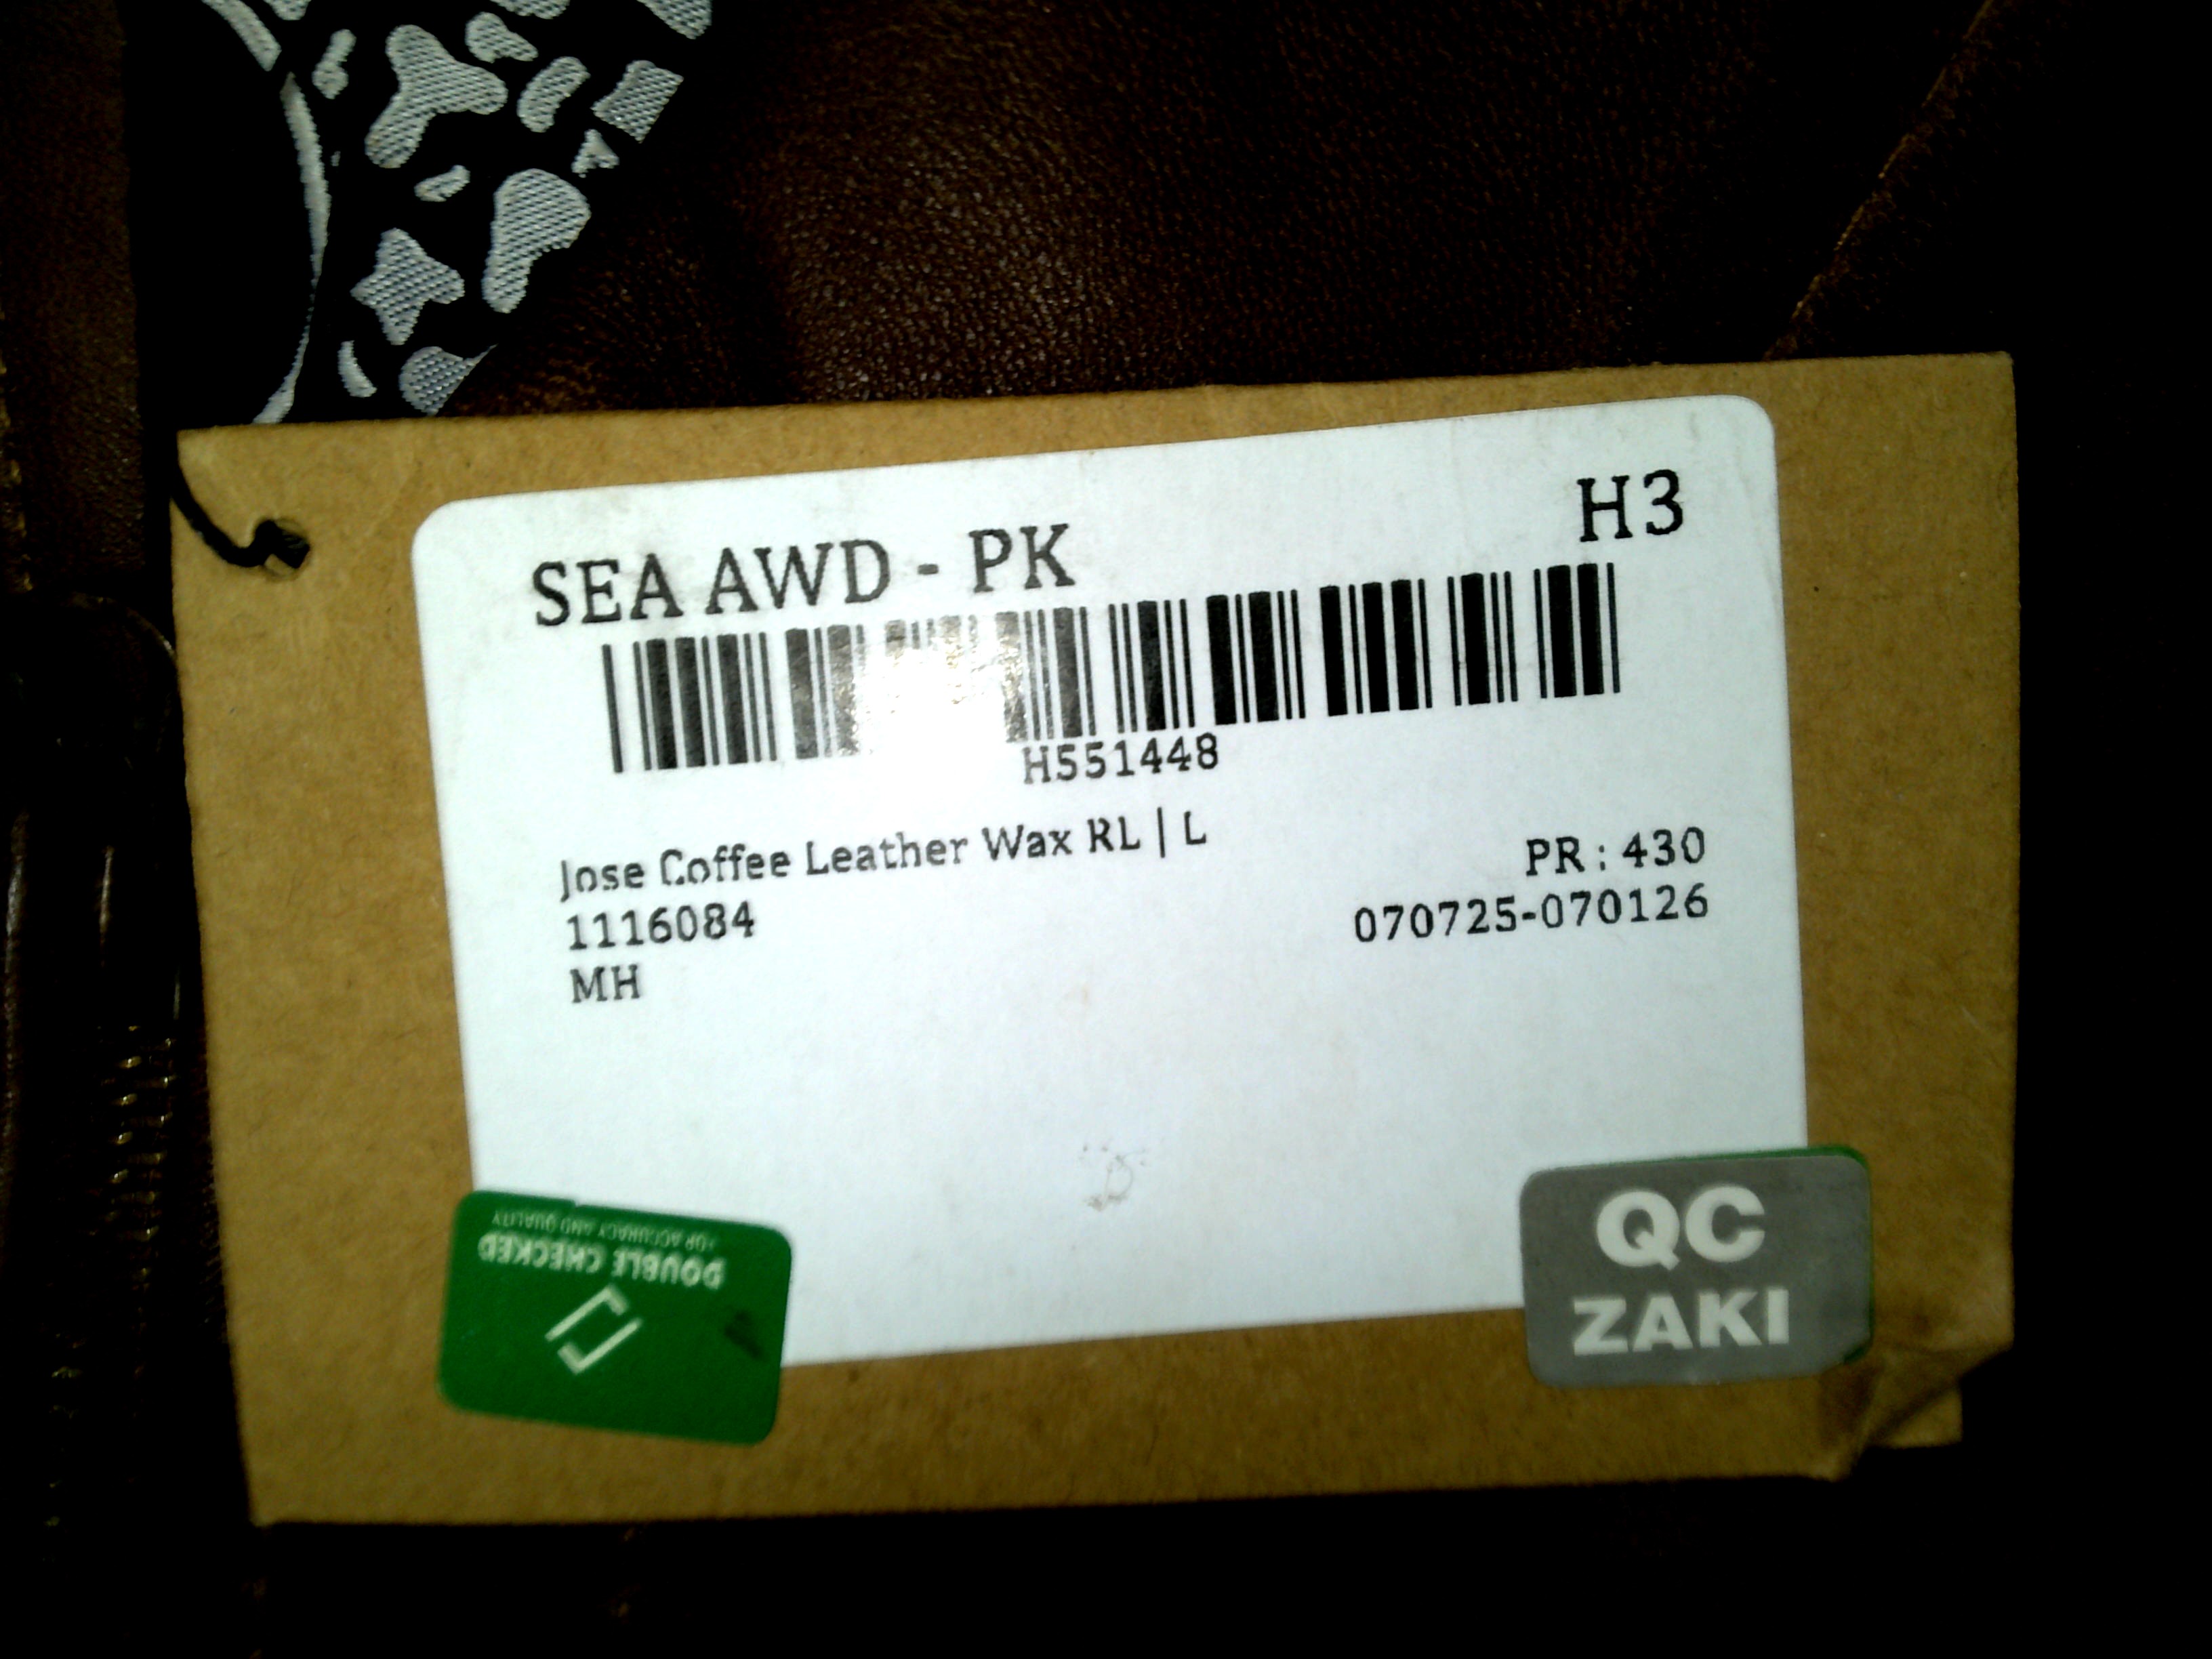 H3
SEA AWD - PK
H551448
Jose Coffee Leather Wax RL | L
PR : 430
1116084
070725-070126
MH
DOUBLE CHECKED
FOR ACCURACY AND QUALITY
QC
ZAKI